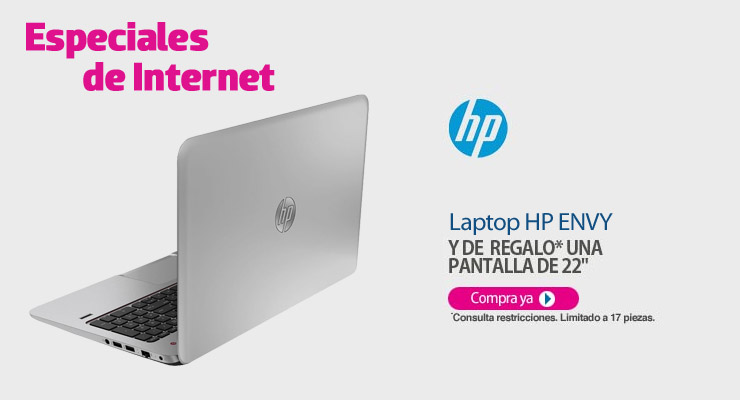 Especiales
de Internet
hp
hp
Laptop HP ENVY
Y DE REGALO* UNA
PANTALLA DE 22"
Compra ya
*Consulta restricciones. Limitado a 17 piezas.